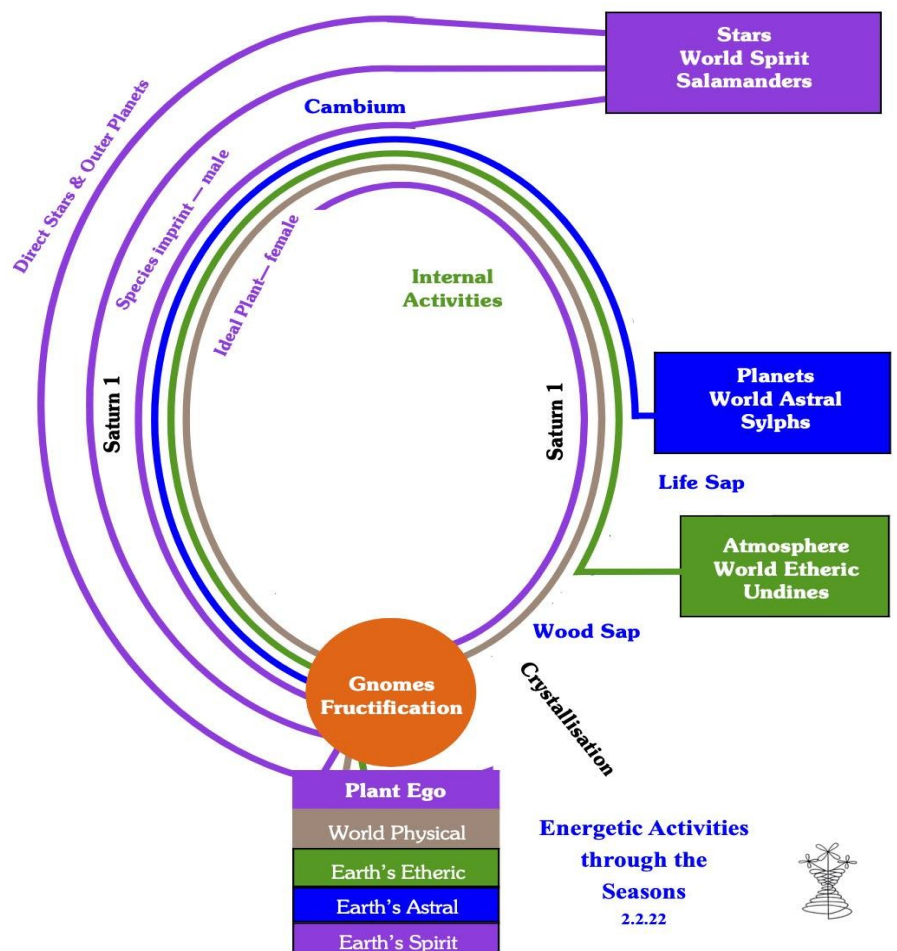 Stars
World Spirit
Salamanders
Cambium
Direct Stars & Outer Planets
Species imprint — male
Ideal Plant— female
Internal
Activities
Saturn 1
Saturn 1
Planets
World Astral
Sylphs
Life Sap
Atmosphere
World Etheric
Undines
Wood Sap
Gnomes
Fructification
Crystallisation
Plant Ego
World Physical
Earth's Etheric
Earth's Astral
Earth's Spirit
Energetic Activities
through the
Seasons
2.2.22